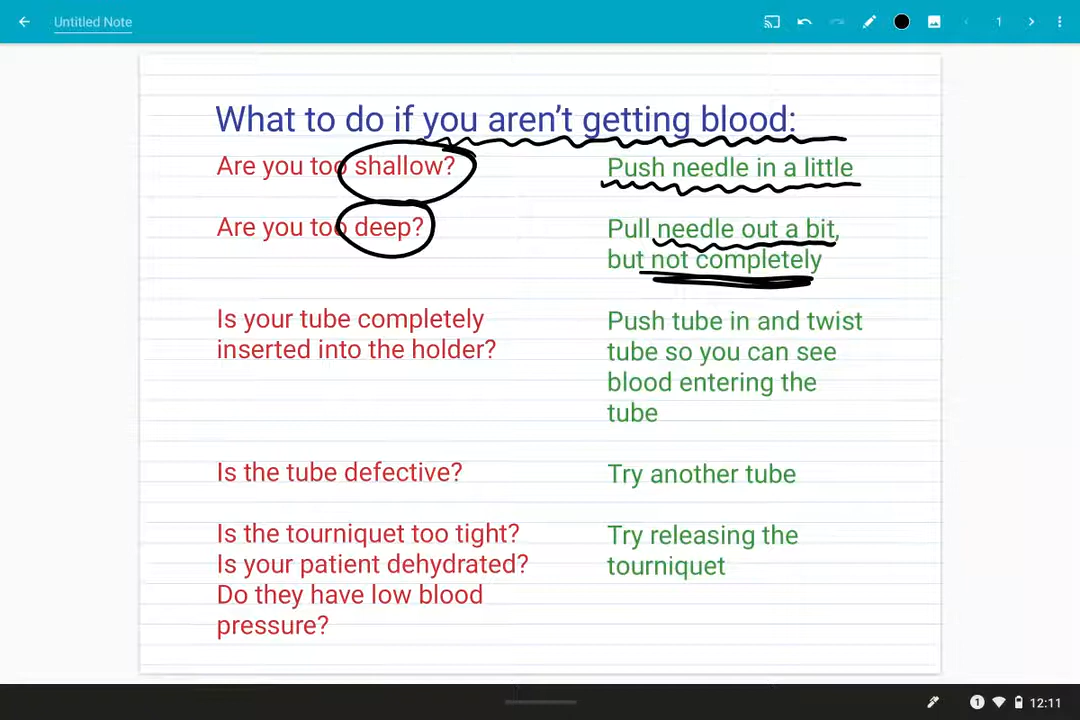 Untitled Note
1
What to do if you aren't getting blood:
Are you too shallow?
Push needle in a little
Are you too deep?
Pull needle out a bit,
but not completely
Is your tube completely
inserted into the holder?
Push tube in and twist
tube so you can see
blood entering the
tube
Is the tube defective?
Try another tube
Is the tourniquet too tight?
Is your patient dehydrated?
Do they have low blood
pressure?
Try releasing the
tourniquet
1
12:11